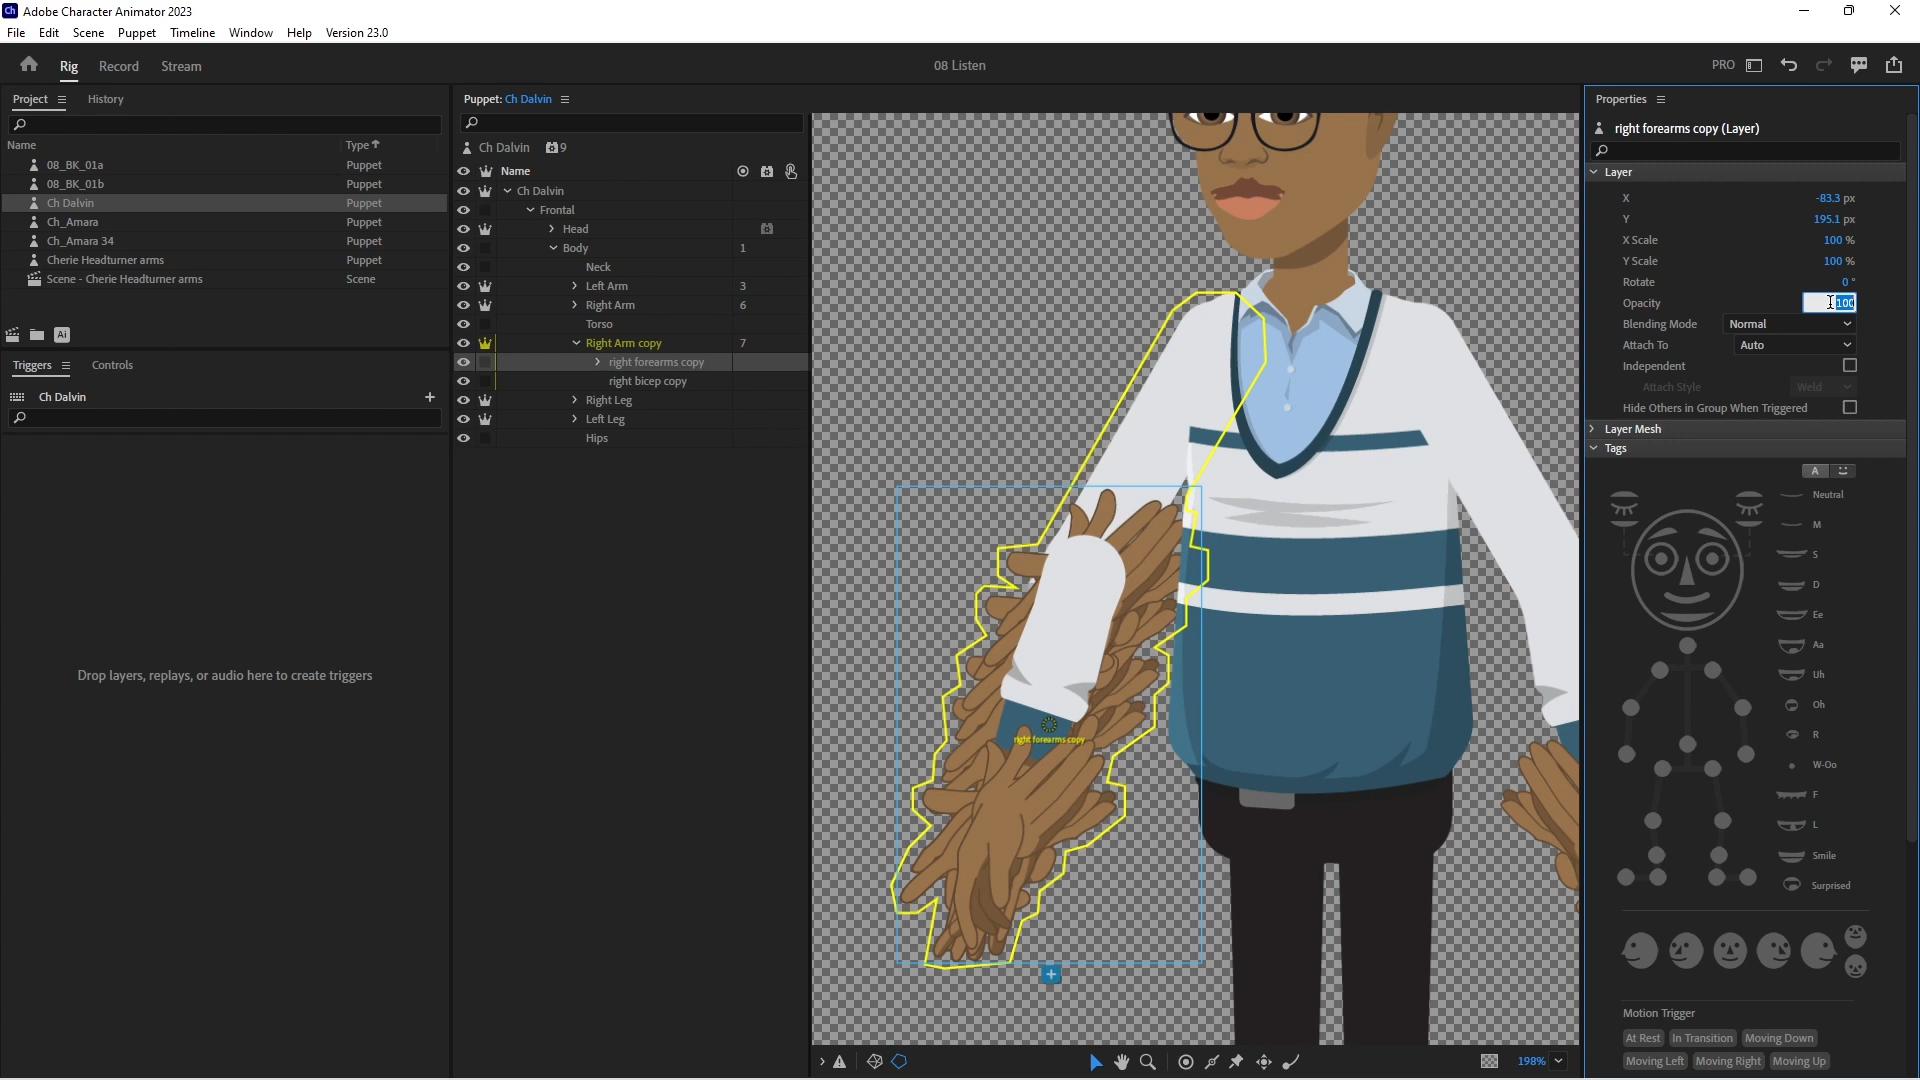 Adobe Character Animator 2023
File Edit Scene Puppet Timeline Window Help Version 23.0
Rig Record Stream
08 Listen
PRO
Project History
Name Type
08_BK_01a Puppet
08_BK_01b Puppet
Ch Dalvin Puppet
Ch_Amara Puppet
Ch_Amara 34 Puppet
Cherie Headturner arms Puppet
Scene - Cherie Headturner arms Scene
Triggers Controls
Ch Dalvin
Drop layers, replays, or audio here to create triggers
Puppet: Ch Dalvin
Ch Dalvin 9
Name
Ch Dalvin
Frontal
Head
Body 1
Neck
Left Arm 3
Right Arm 6
Torso
Right Arm copy 7
right forearms copy
right bicep copy
Right Leg
Left Leg
Hips
right forearms copy
198%
Properties
right forearms copy (Layer)
Layer
X -83.3 px
Y 195.1 px
X Scale 100 %
Y Scale 100 %
Rotate 0 °
Opacity 100
Blending Mode Normal
Attach To Auto
Independent
Attach Style Weld
Hide Others in Group When Triggered
Layer Mesh
Tags
A
Neutral
M
S
D
Ee
Aa
Uh
Oh
R
W-Oo
F
L
Smile
Surprised
Motion Trigger
At Rest In Transition Moving Down
Moving Left Moving Right Moving Up